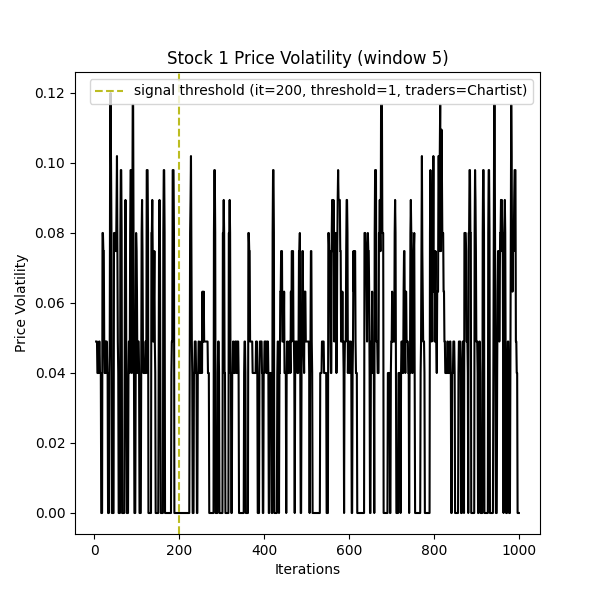 Stock 1 Price Volatility (window 5)
signal threshold (it=200, threshold=1, traders=Chartist)
Price Volatility
0.12
0.10
0.08
0.06
0.04
0.02
0.00
0 200 400 600 800 1000
Iterations